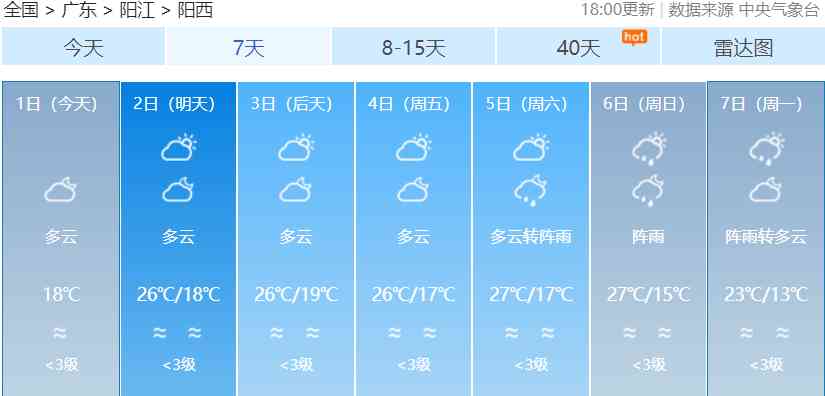 全国 > 广东 > 阳江 > 阳西
18:00更新 | 数据来源 中央气象台
今天 7天 8-15天 40天 hot 雷达图
1日（今天） 2日（明天） 3日（后天） 4日（周五） 5日（周六） 6日（周日） 7日（周一）
多云 多云 多云 多云 多云转阵雨 阵雨 阵雨转多云
18℃ 26℃/18℃ 26℃/19℃ 26℃/17℃ 27℃/17℃ 27℃/15℃ 23℃/13℃
<3级 <3级 <3级 <3级 <3级 <3级 <3级